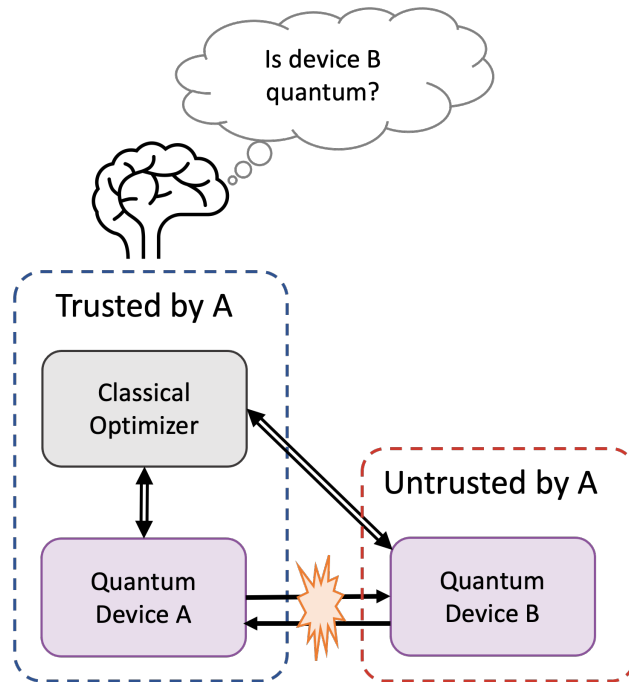 Is device B
quantum?
Trusted by A
Classical
Optimizer
Untrusted by A
Quantum
Device A
Quantum
Device B